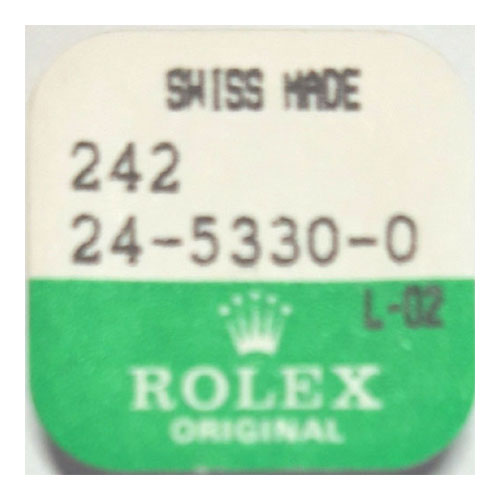 SWISS MADE
242
24-5330-0
L-02
ROLEX
ORIGINAL